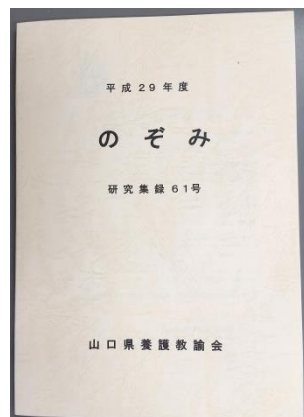 平成29年度
のぞみ
研究集録61号
山口県養護教諭会